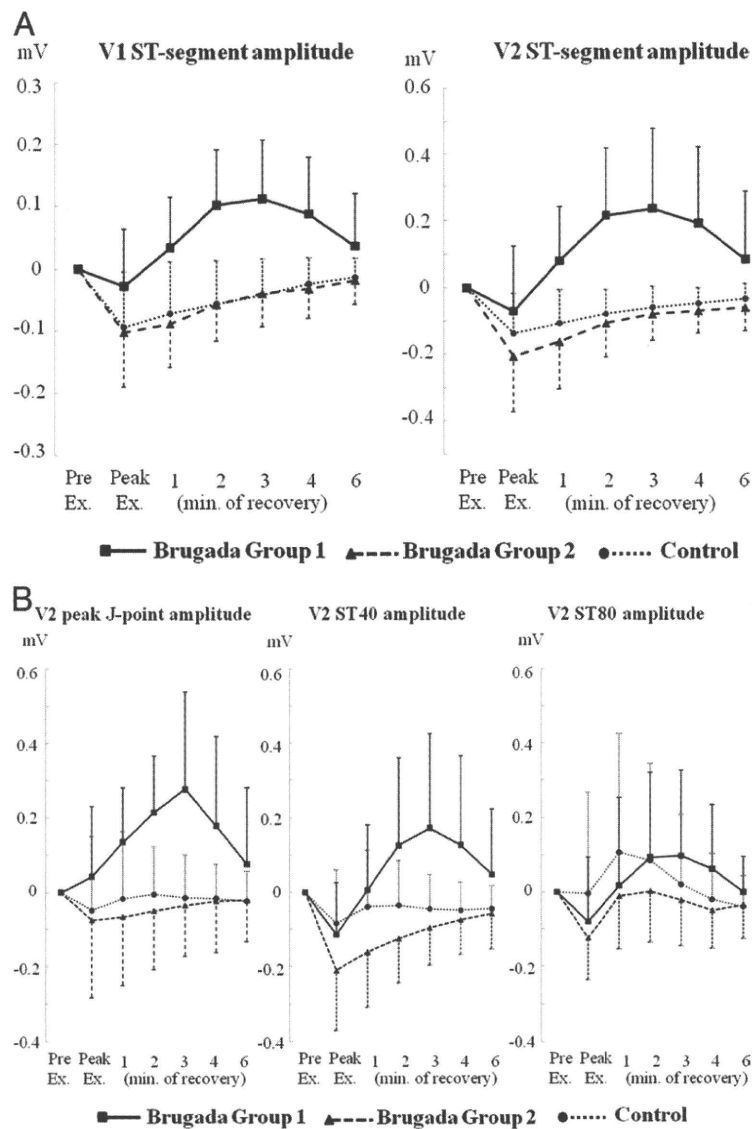 A
V1 ST-segment amplitude
V2 ST-segment amplitude
mV
mV
0.3
0.2
0.1
0
-0.1
-0.2
-0.3
0.6
0.4
0.2
0
-0.2
-0.4
Pre Ex.
Peak Ex.
1 2 3 4 6
(min. of recovery)
Pre Ex.
Peak Ex.
1 2 3 4 6
(min. of recovery)
Brugada Group 1 Brugada Group 2 Control
B
V2 peak J-point amplitude
V2 ST40 amplitude
V2 ST80 amplitude
mV
mV
mV
0.6
0.4
0.2
0
-0.2
-0.4
0.6
0.4
0.2
0
-0.2
-0.4
0.6
0.4
0.2
0
-0.2
-0.4
Pre Ex.
Peak Ex.
1 2 3 4 6
(min. of recovery)
Pre Ex.
Peak Ex.
1 2 3 4 6
(min. of recovery)
Pre Ex.
Peak Ex.
1 2 3 4 6
(min. of recovery)
Brugada Group 1 Brugada Group 2 Control